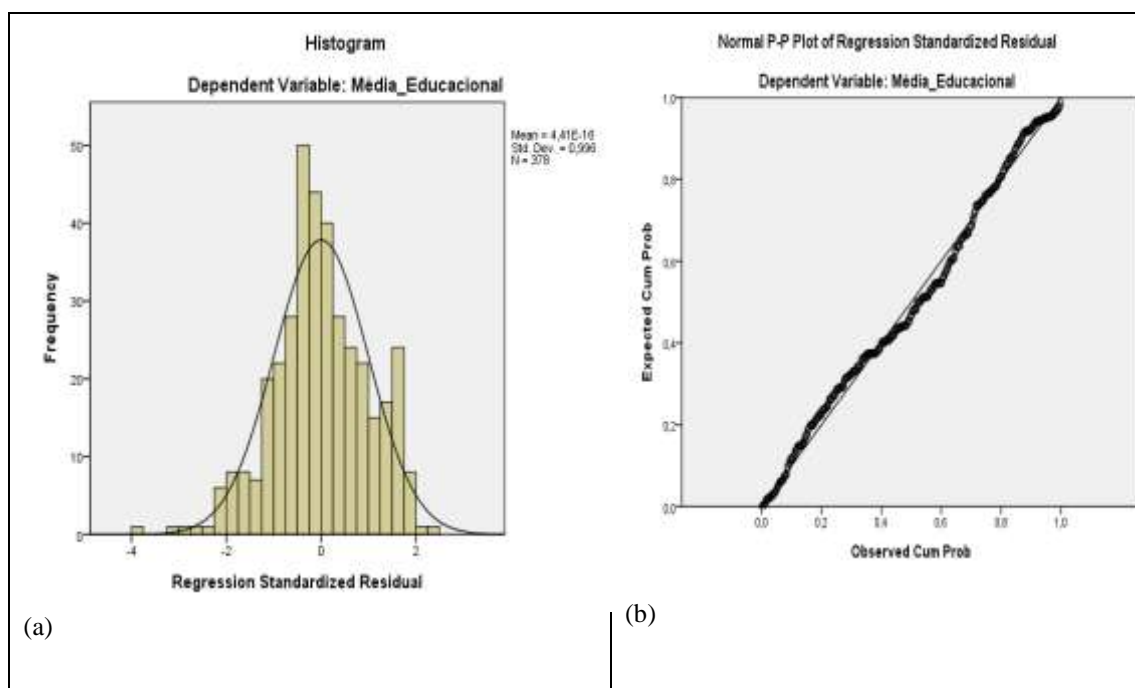 Histogram
Dependent Variable: Média_Educacional
Mean = 4,41E-16
Std. Dev. = 0,996
N = 378
50
40
30
20
10
0
Frequency
-4
-2
0
2
Regression Standardized Residual
(a)
Normal P-P Plot of Regression Standardized Residual
Dependent Variable: Média_Educacional
1,0
0,8
0,6
0,4
0,2
0,0
Expected Cum Prob
0,0
0,2
0,4
0,6
0,8
1,0
Observed Cum Prob
(b)